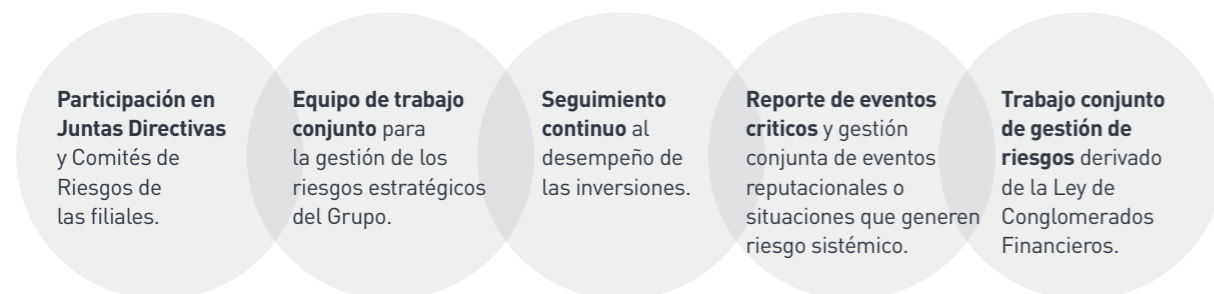 Participación en
Juntas Directivas
y Comités de
Riesgos de
las filiales.
Equipo de trabajo
conjunto para
la gestión de los
riesgos estratégicos
del Grupo.
Seguimiento
continuo al
desempeño de
las inversiones.
Reporte de eventos
criticos y gestión
conjunta de eventos
reputacionales o
situaciones que generen
riesgo sistémico.
Trabajo conjunto
de gestión de
riesgos derivado
de la Ley de
Conglomerados
Financieros.